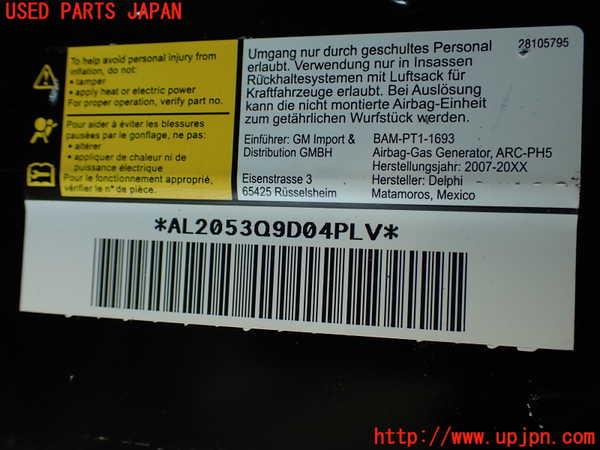 USED PARTS JAPAN
To help avoid personal injury from
inflation, do not:
• tamper
• apply heat or electric power
For proper operation, verify part no.
Pour aider à éviter les blessures
causées par le gonflage, ne pas:
• altérer
• appliquer de chaleur ni de
puissance électrique
Pour le fonctionnement approprié,
vérifier le n° de pièce.
Umgang nur durch geschultes Personal
erlaubt. Verwendung nur in Insassen
Rückhaltesystemen mit Luftsack für
Kraftfahrzeuge erlaubt. Bei Auslösung
kann die nicht montierte Airbag-Einheit
zum getährlichen Wurfstück werden.
28105795
Einführer: GM Import &
Distribution GMBH
Eisenstrasse 3
65425 Rüsselsheim
BAM-PT1-1693
Airbag-Gas Generator, ARC-PH5
Herstellungsjahr: 2007-20XX
Hersteller: Delphi
Matamoros, Mexico
*AL2053Q9D04PLV*
http://www.upjpn.com/